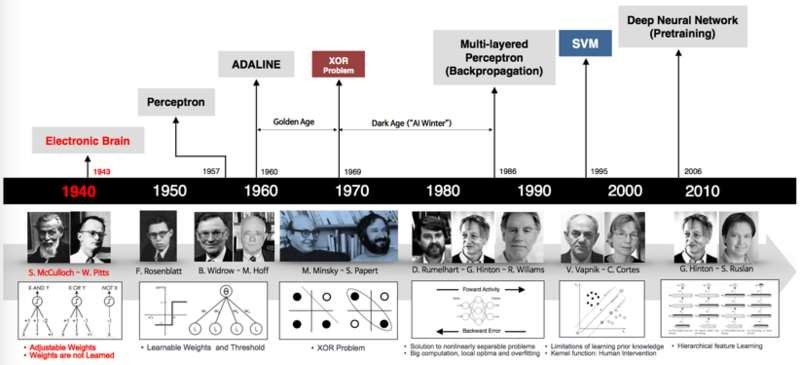 Deep Neural Network
(Pretraining)
Multi-layered
Perceptron
(Backpropagation)
SVM
ADALINE
XOR
Problem
Perceptron
Golden Age
Dark Age ("AI Winter")
Electronic Brain
1943
1957
1960
1969
1986
1995
2006
1940
1950
1960
1970
1980
1990
2000
2010
S. McCulloch – W. Pitts
F. Rosenblatt
B. Widrow – M. Hoff
M. Minsky – S. Papert
D. Rumelhart – G. Hinton – R. Wiliams
V. Vapnik – C. Cortes
G. Hinton – S. Ruslan
X AND Y
X OR Y
NOT X
Foward Activity
Backward Error
• Adjustable Weights
• Weights are not Learned
• Learnable Weights and Threshold
• XOR Problem
• Solution to nonlinearly separable problems
• Big computation, local optima and overfitting
• Limitations of learning prior knowledge
• Kernel function: Human Intervention
• Hierarchical feature Learning